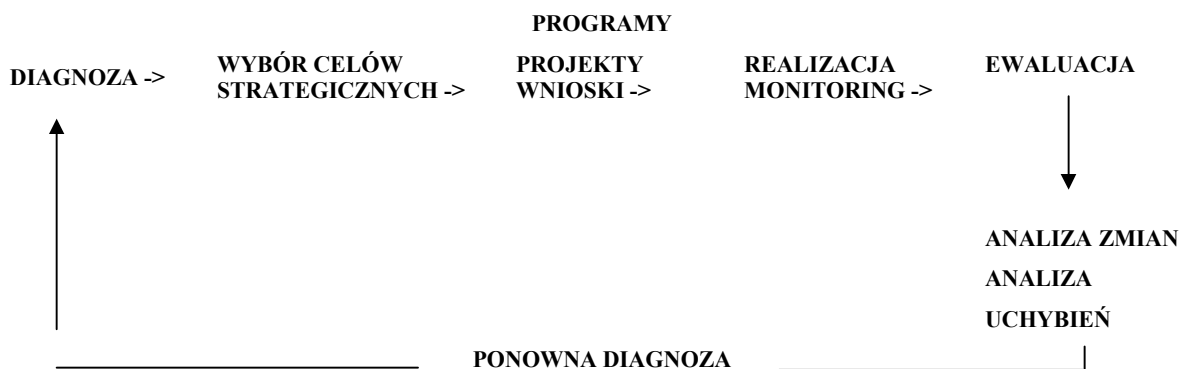 PROGRAMY
DIAGNOZA ->
WYBÓR CELÓW
STRATEGICZNYCH ->
PROJEKTY
WNIOSKI ->
REALIZACJA
MONITORING ->
EWALUACJA
ANALIZA ZMIAN
ANALIZA
UCHYBIEŃ
PONOWNA DIAGNOZA